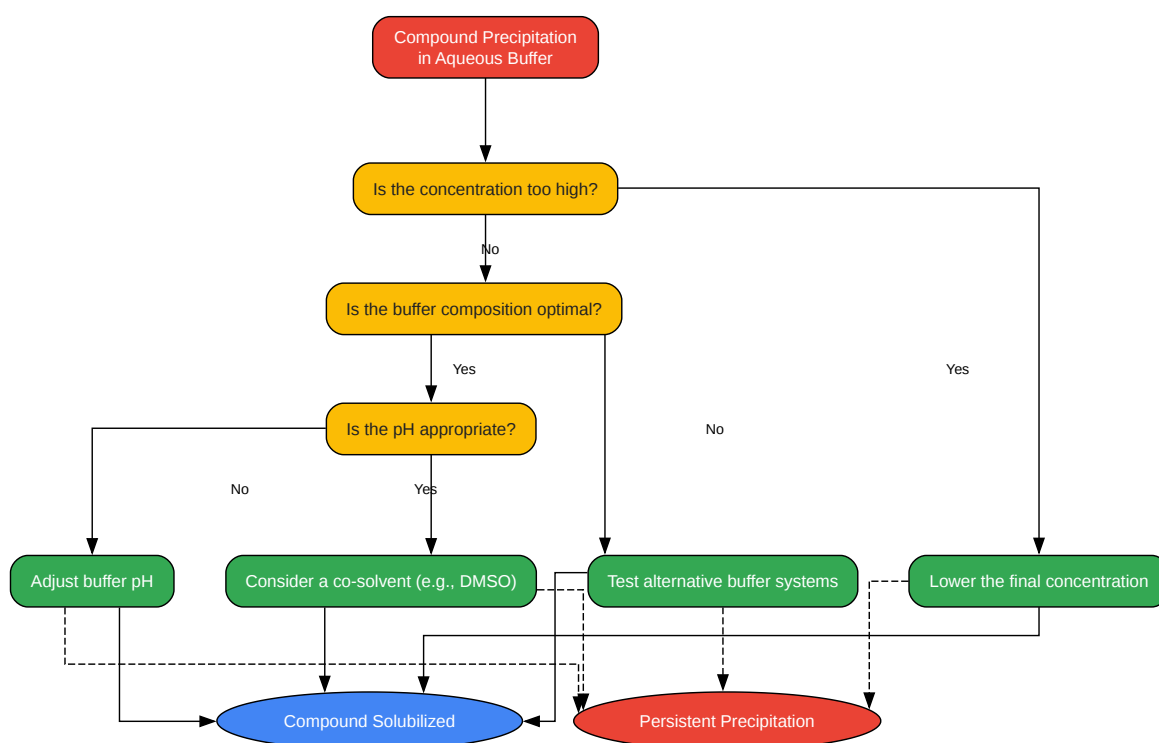 Compound Precipitation
in Aqueous Buffer
Is the concentration too high?
No
Is the buffer composition optimal?
Yes
Yes
Is the pH appropriate?
No
No
Yes
Adjust buffer pH
Consider a co-solvent (e.g., DMSO)
Test alternative buffer systems
Lower the final concentration
Compound Solubilized
Persistent Precipitation